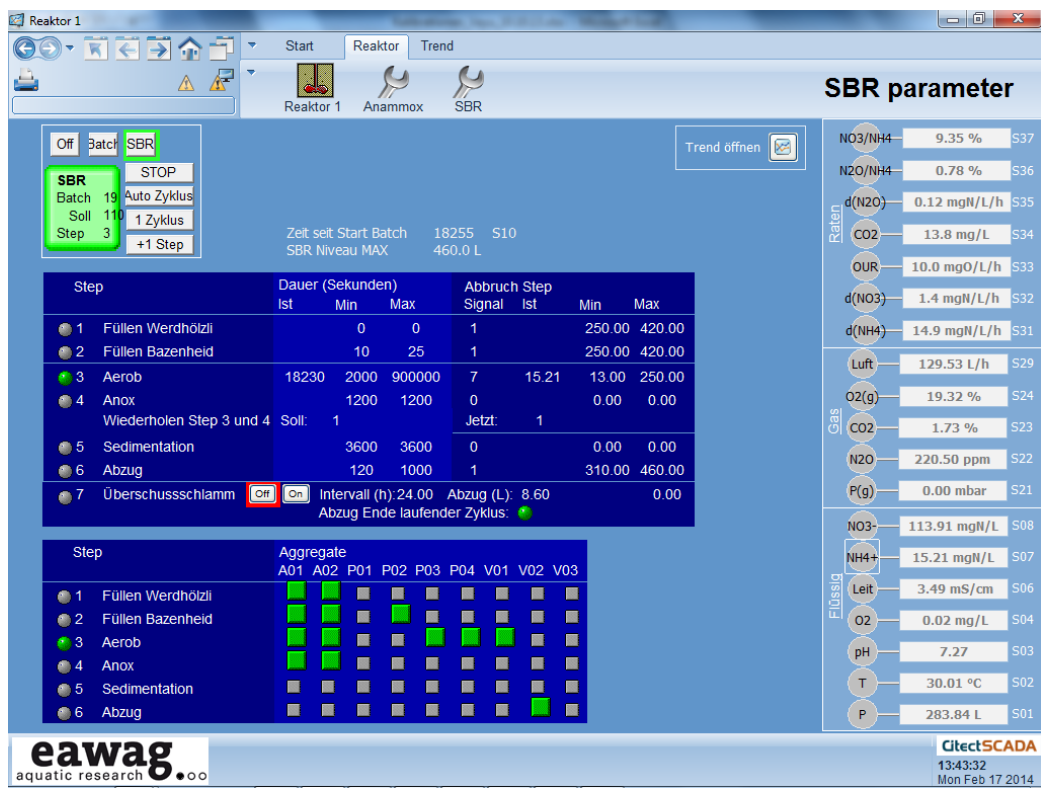 Reaktor 1
Start Reaktor Trend
Reaktor 1 Anammox SBR
SBR parameter
Off Batch SBR
SBR
Batch 19
Soll 110
Step 3
STOP
Auto Zyklus
1 Zyklus
+1 Step
Trend öffnen
Zeit seit Start Batch 18255 S10
SBR Niveau MAX 460.0 L
Step Dauer (Sekunden) Abbruch Step
Ist Min Max Signal Ist Min Max
1 Füllen Werdhölzli 0 0 1 250.00 420.00
2 Füllen Bazenheid 10 25 1 250.00 420.00
3 Aerob 18230 2000 900000 7 15.21 13.00 250.00
4 Anox 1200 1200 0 0.00 0.00
Wiederholen Step 3 und 4 Soll: 1 Jetzt: 1
5 Sedimentation 3600 3600 0 0.00 0.00
6 Abzug 120 1000 1 310.00 460.00
7 Überschussschlamm Off On Intervall (h): 24.00 Abzug (L): 8.60 0.00
Abzug Ende laufender Zyklus:
Step Aggregate
A01 A02 P01 P02 P03 P04 V01 V02 V03
1 Füllen Werdhölzli
2 Füllen Bazenheid
3 Aerob
4 Anox
5 Sedimentation
6 Abzug
Raten
NO3/NH4 9.35 % S37
N2O/NH4 0.78 % S36
d(N2O) 0.12 mgN/L/h S35
CO2 13.8 mg/L S34
OUR 10.0 mgO/L/h S33
d(NO3) 1.4 mgN/L/h S32
d(NH4) 14.9 mgN/L/h S31
Gas
Luft 129.53 L/h S29
O2(g) 19.32 % S24
CO2 1.73 % S23
N2O 220.50 ppm S22
P(g) 0.00 mbar S21
Flüssig
NO3- 113.91 mgN/L S08
NH4+ 15.21 mgN/L S07
Leit 3.49 mS/cm S06
O2 0.02 mg/L S04
pH 7.27 S03
T 30.01 °C S02
P 283.84 L S01
eawag
aquatic research
CitectSCADA
13:43:32
Mon Feb 17 2014